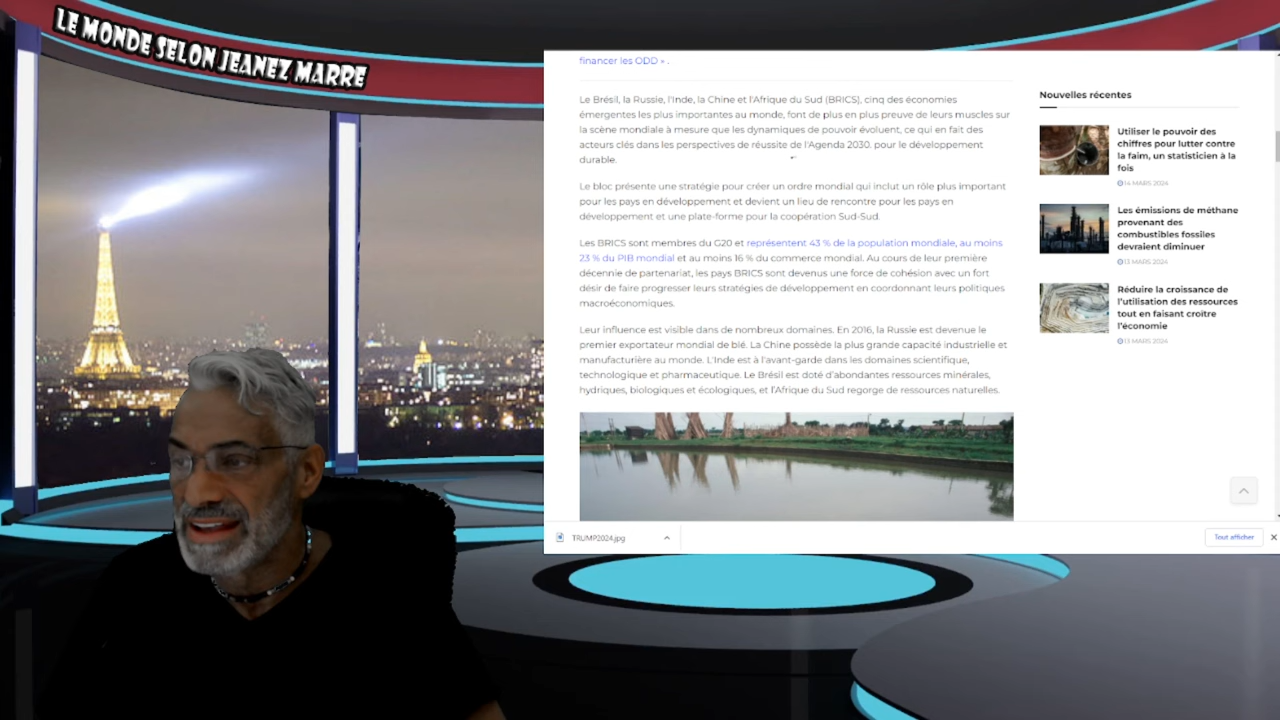 LE MONDE SELON JEANEZ MARRE
financer les ODD » .
Le Brésil, la Russie, l'Inde, la Chine et l'Afrique du Sud (BRICS), cinq des économies
émergentes les plus importantes au monde, font de plus en plus preuve de leurs muscles sur
la scène mondiale à mesure que les dynamiques de pouvoir évoluent, ce qui en fait des
acteurs clés dans les perspectives de réussite de l'Agenda 2030. pour le développement
durable.
Le bloc présente une stratégie pour créer un ordre mondial qui inclut un rôle plus important
pour les pays en développement et devient un lieu de rencontre pour les pays en
développement et une plate-forme pour la coopération Sud-Sud.
Les BRICS sont membres du G20 et représentent 43 % de la population mondiale, au moins
23 % du PIB mondial et au moins 16 % du commerce mondial. Au cours de leur première
décennie de partenariat, les pays BRICS sont devenus une force de cohésion avec un fort
désir de faire progresser leurs stratégies de développement en coordonnant leurs politiques
macroéconomiques.
Leur influence est visible dans de nombreux domaines. En 2016, la Russie est devenue le
premier exportateur mondial de blé. La Chine possède la plus grande capacité industrielle et
manufacturière au monde. L'Inde est à l'avant-garde dans les domaines scientifique,
technologique et pharmaceutique. Le Brésil est doté d'abondantes ressources minérales,
hydriques, biologiques et écologiques, et l'Afrique du Sud regorge de ressources naturelles.
Nouvelles récentes
Utiliser le pouvoir des
chiffres pour lutter contre
la faim, un statisticien à la
fois
14 MARS 2024
Les émissions de méthane
provenant des
combustibles fossiles
devraient diminuer
13 MARS 2024
Réduire la croissance de
l'utilisation des ressources
tout en faisant croître
l'économie
13 MARS 2024
TRUMP2024.jpg
Tout afficher